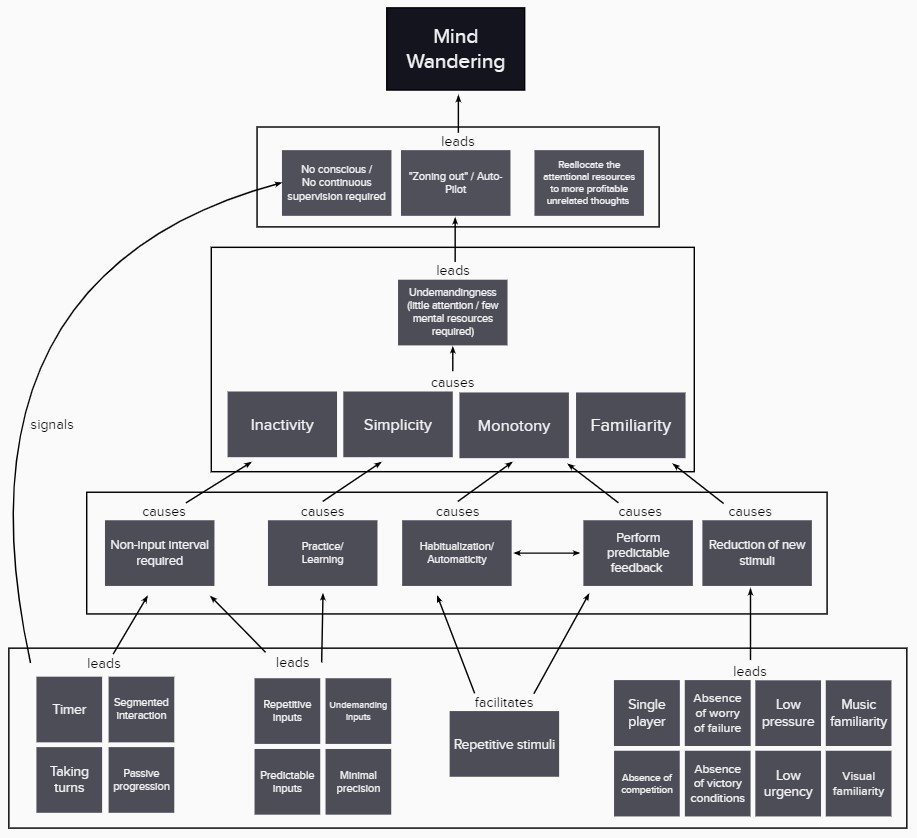 Mind
Wandering
leads
No conscious /
No continuous
supervision required
"Zoning out" / Auto-
Pilot
Reallocate the
attentional resources
to more profitable
unrelated thoughts
leads
Undemandingness
(little attention / few
mental resources
required)
causes
Inactivity
Simplicity
Monotony
Familiarity
signals
causes
causes
causes
causes
causes
Non-input interval
required
Practice/
Learning
Habitualization/
Automaticity
Perform
predictable
feedback
Reduction of new
stimuli
leads
leads
facilitates
leads
Timer
Segmented
interaction
Taking
turns
Passive
progression
Repetitive
inputs
Undemanding
inputs
Predictable
inputs
Minimal
precision
Repetitive stimuli
Single
player
Absence
of worry
of failure
Low
pressure
Music
familiarity
Absence of
competition
Absence
of victory
conditions
Low
urgency
Visual
familiarity